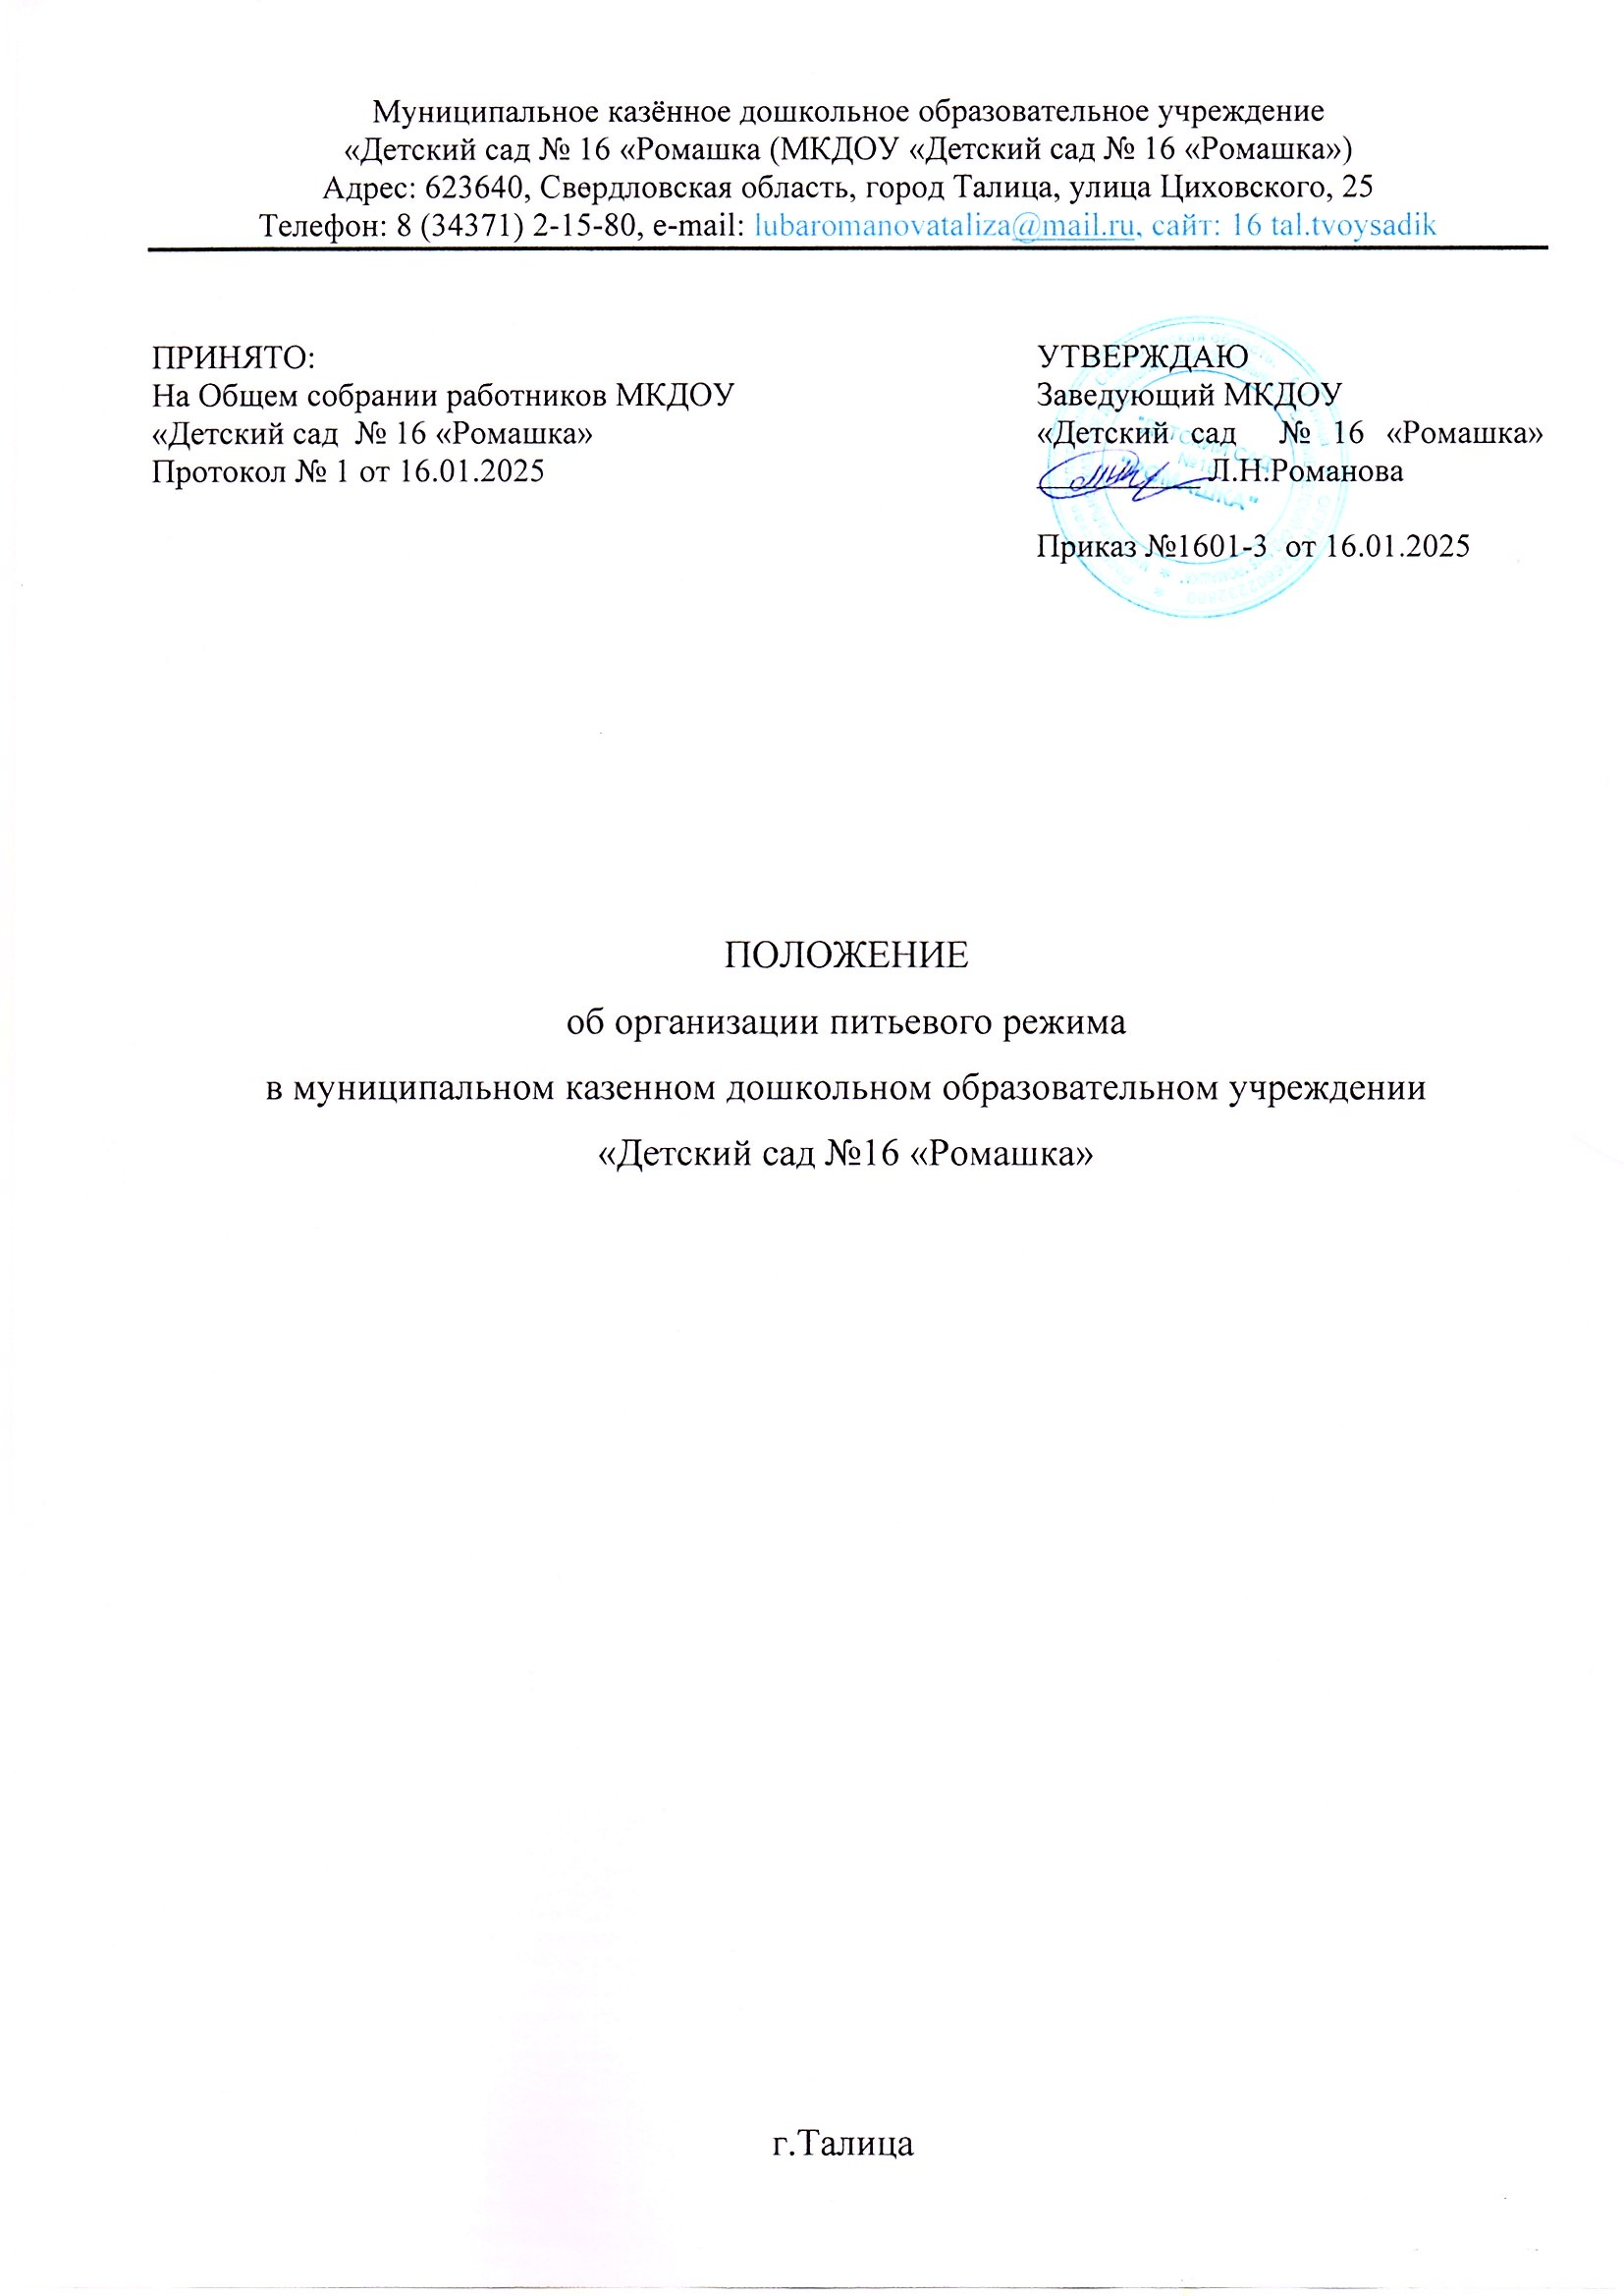 Муниципальное казённое дошкольное образовательное учреждение
«Детский сад № 16 «Ромашка (МКДОУ «Детский сад № 16 «Ромашка»)
Адрес: 623640, Свердловская область, город Талица, улица Циховского, 25
Телефон: 8 (34371) 2-15-80, e-mail: lubaromanovataliza@mail.ru, сайт: 16 tal.tvoysadik
ПРИНЯТО:
На Общем собрании работников МКДОУ
«Детский сад № 16 «Ромашка»
Протокол № 1 от 16.01.2025
УТВЕРЖДАЮ
Заведующий МКДОУ
«Детский сад № 16 «Ромашка»
Л.Н.Романова
Приказ №1601-3 от 16.01.2025
ПОЛОЖЕНИЕ
об организации питьевого режима
в муниципальном казенном дошкольном образовательном учреждении
«Детский сад №16 «Ромашка»
г.Талица